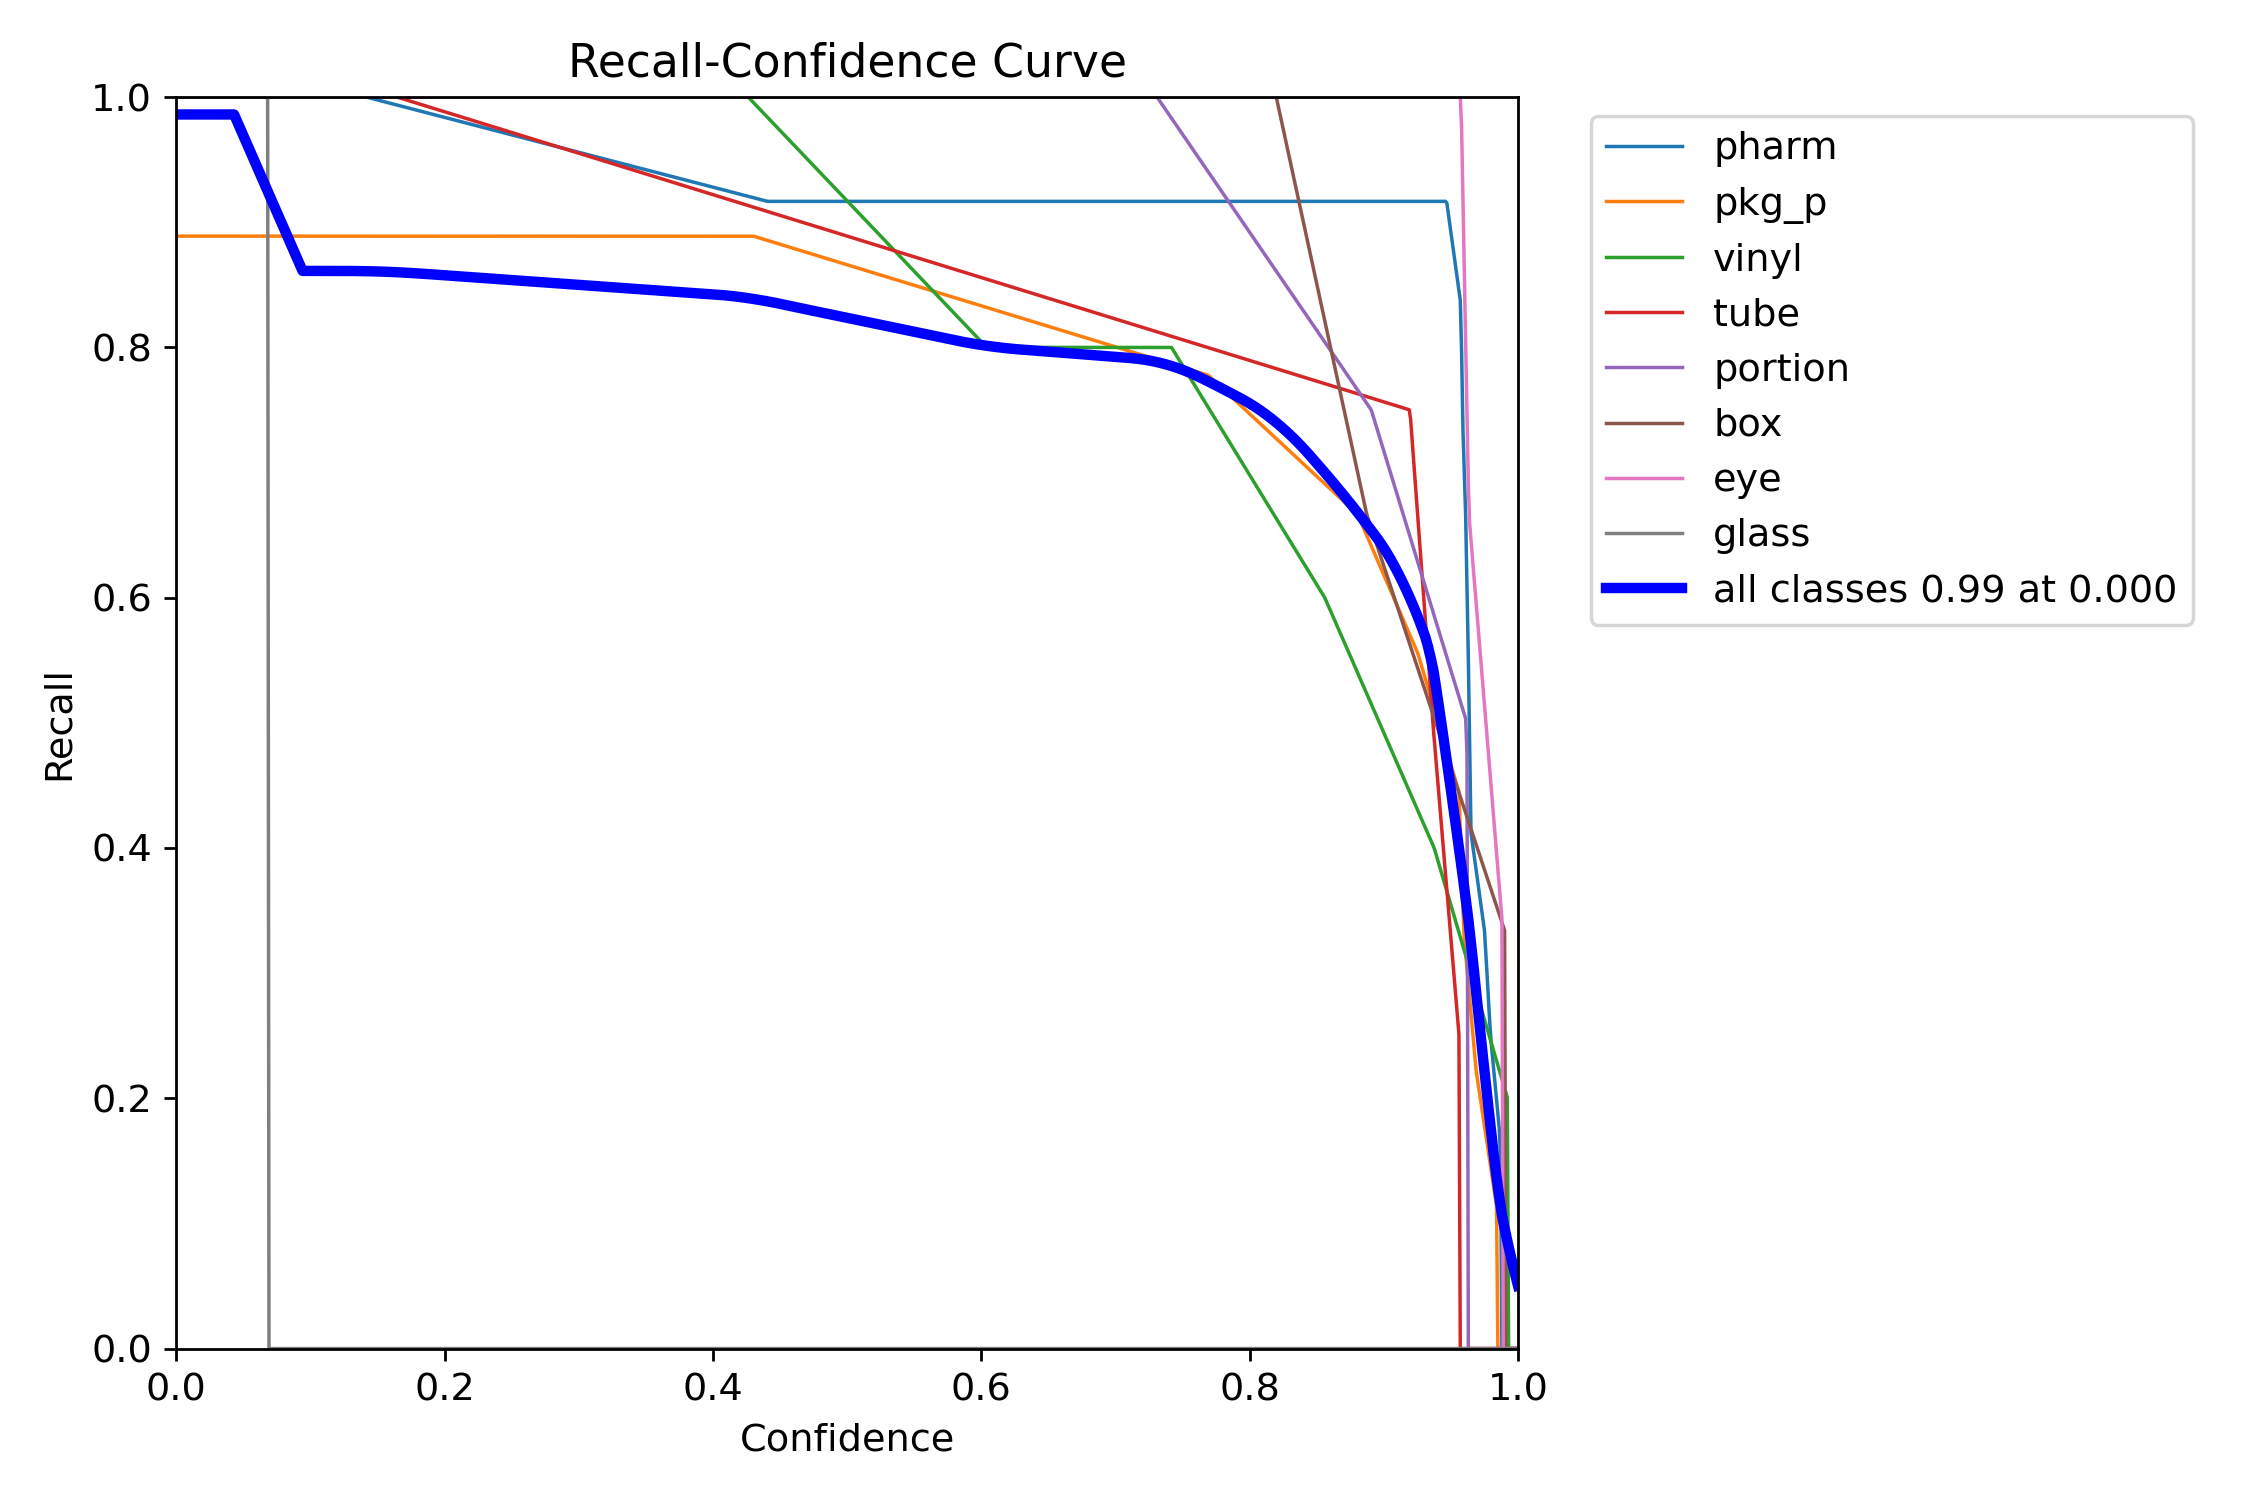 Recall-Confidence Curve
1.0
0.8
0.6
0.4
0.2
0.0
Recall
0.0 0.2 0.4 0.6 0.8 1.0
Confidence
pharm
pkg_p
vinyl
tube
portion
box
eye
glass
all classes 0.99 at 0.000